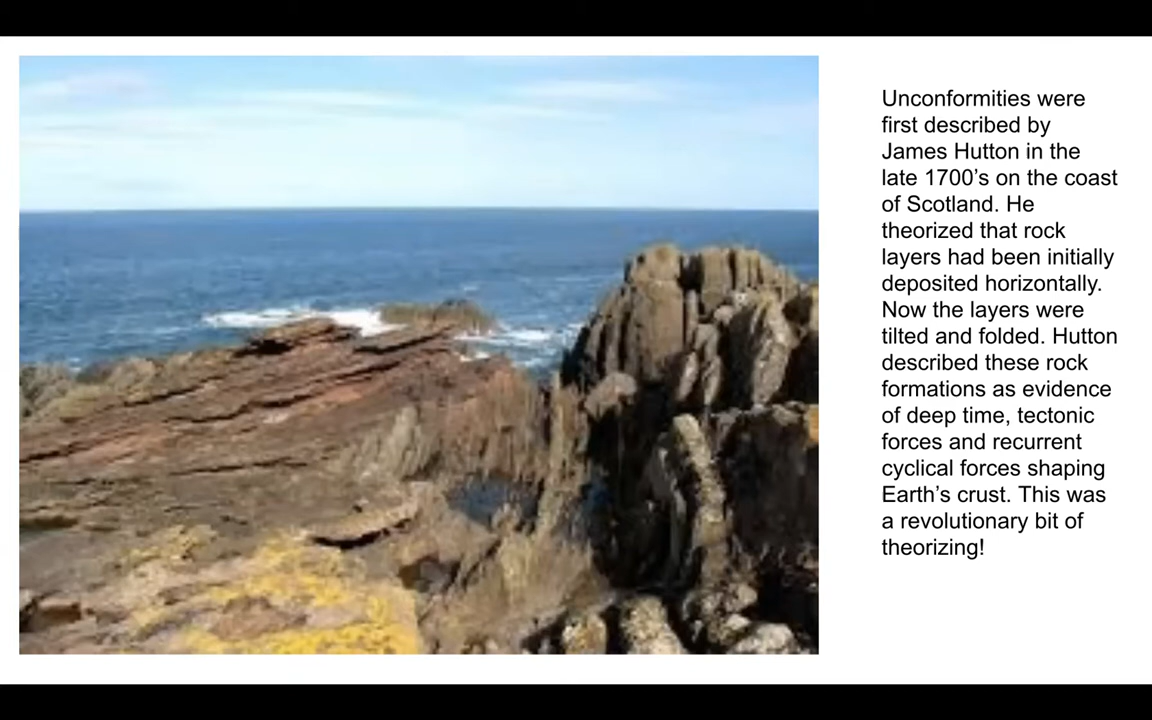 Unconformities were
first described by
James Hutton in the
late 1700’s on the coast
of Scotland. He
theorized that rock
layers had been initially
deposited horizontally.
Now the layers were
tilted and folded. Hutton
described these rock
formations as evidence
of deep time, tectonic
forces and recurrent
cyclical forces shaping
Earth’s crust. This was
a revolutionary bit of
theorizing!